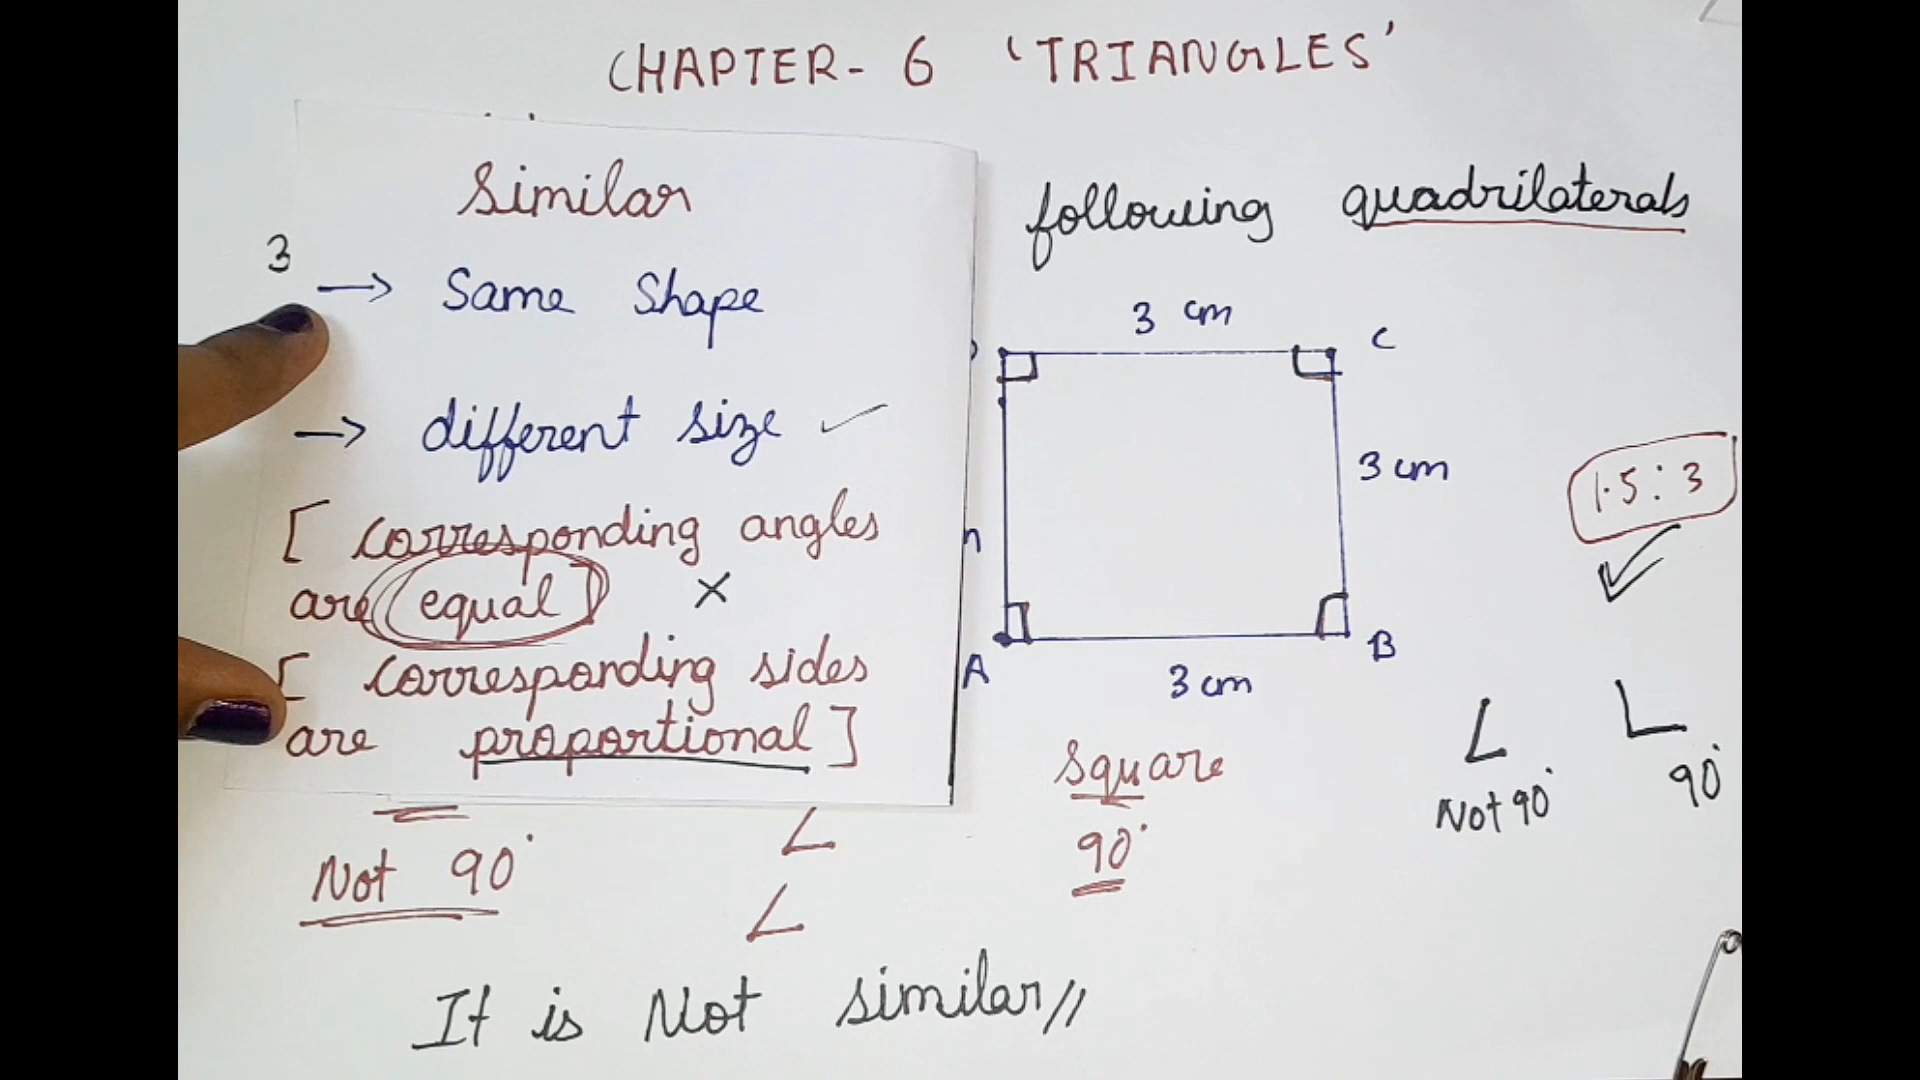 CHAPTER - 6 'TRIANGLES'
Similar
3
→ Same Shape
→ different size ✓
[ corresponding angles
are equal ] ×
[ corresponding sides
are proportional ]
following quadrilaterals
3 cm
C
3 cm
1.5 : 3
A
B
3 cm
square
90°
Not 90°
90°
Not 90°
It is Not similar //